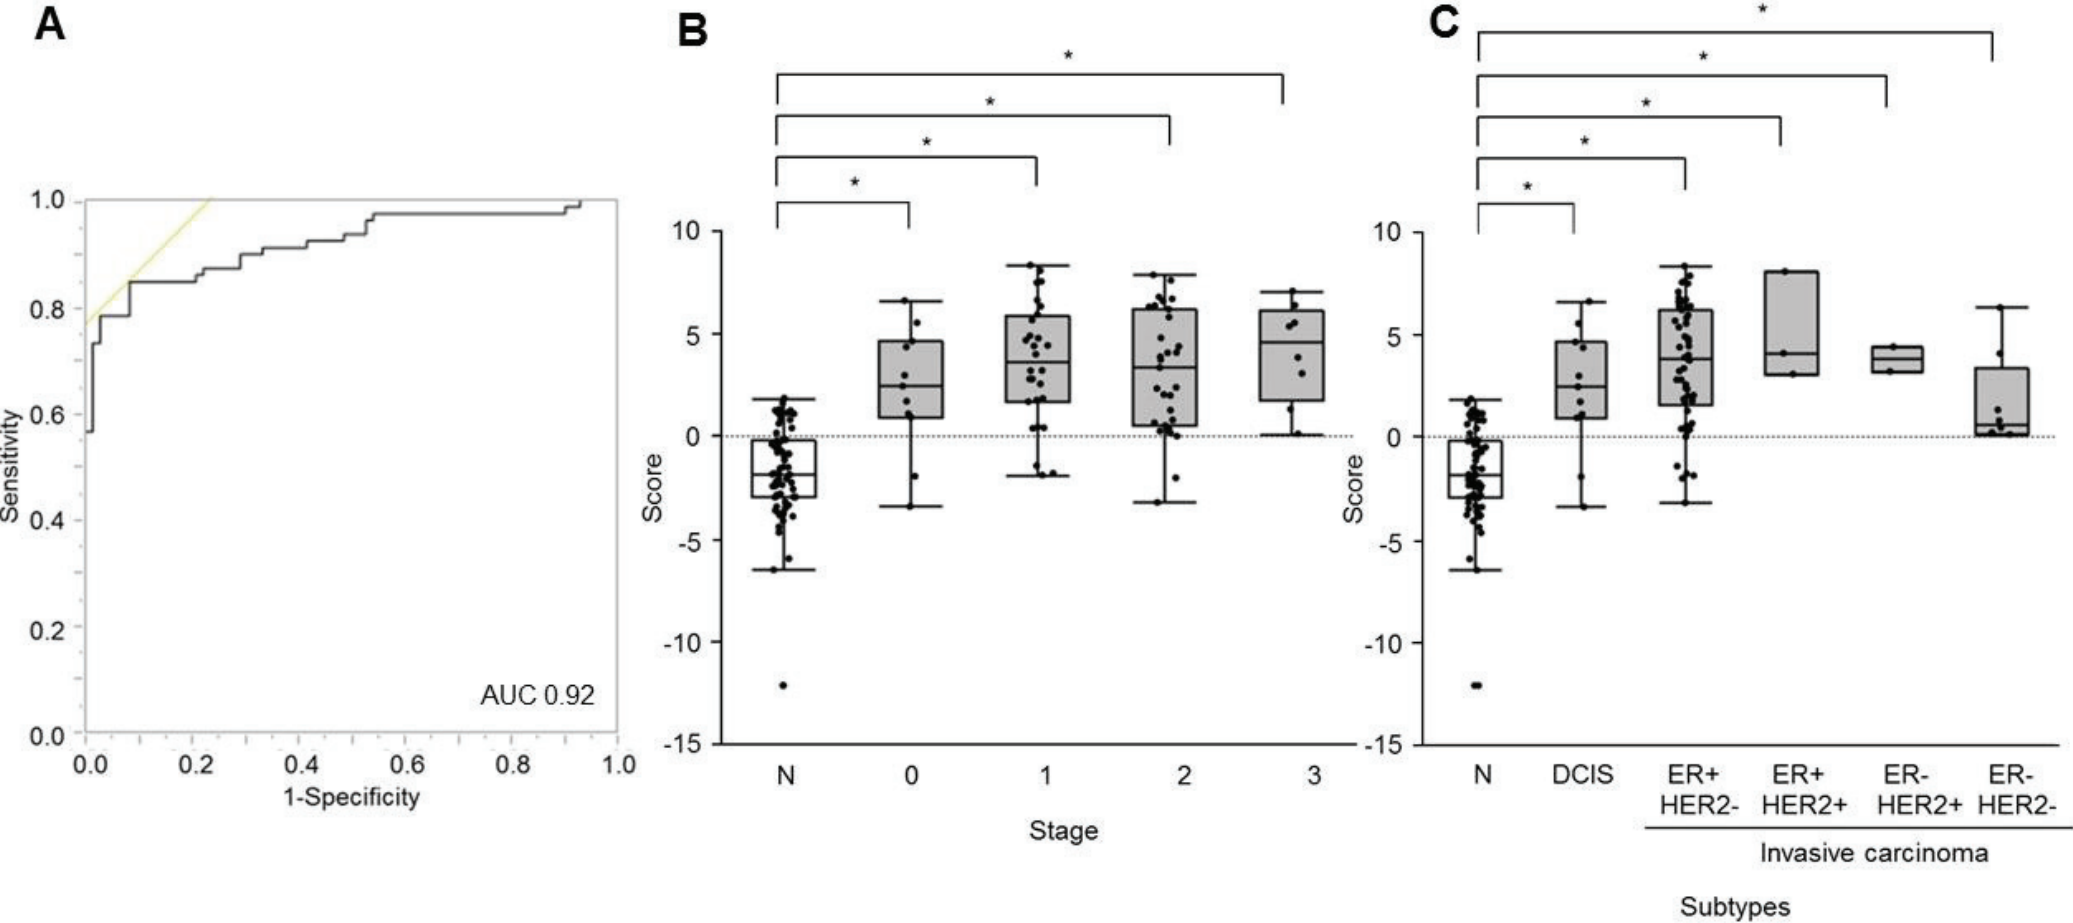 A
1.0
0.8
0.6
0.4
0.2
0.0
Sensitivity
0.0 0.2 0.4 0.6 0.8 1.0
1-Specificity
AUC 0.92
B
*
*
*
*
10
5
0
-5
-10
-15
Score
N 0 1 2 3
Stage
C
*
*
*
*
*
10
5
0
-5
-10
-15
Score
N DCIS ER+ ER+ ER- ER-
HER2- HER2+ HER2+ HER2-
Invasive carcinoma
Subtypes